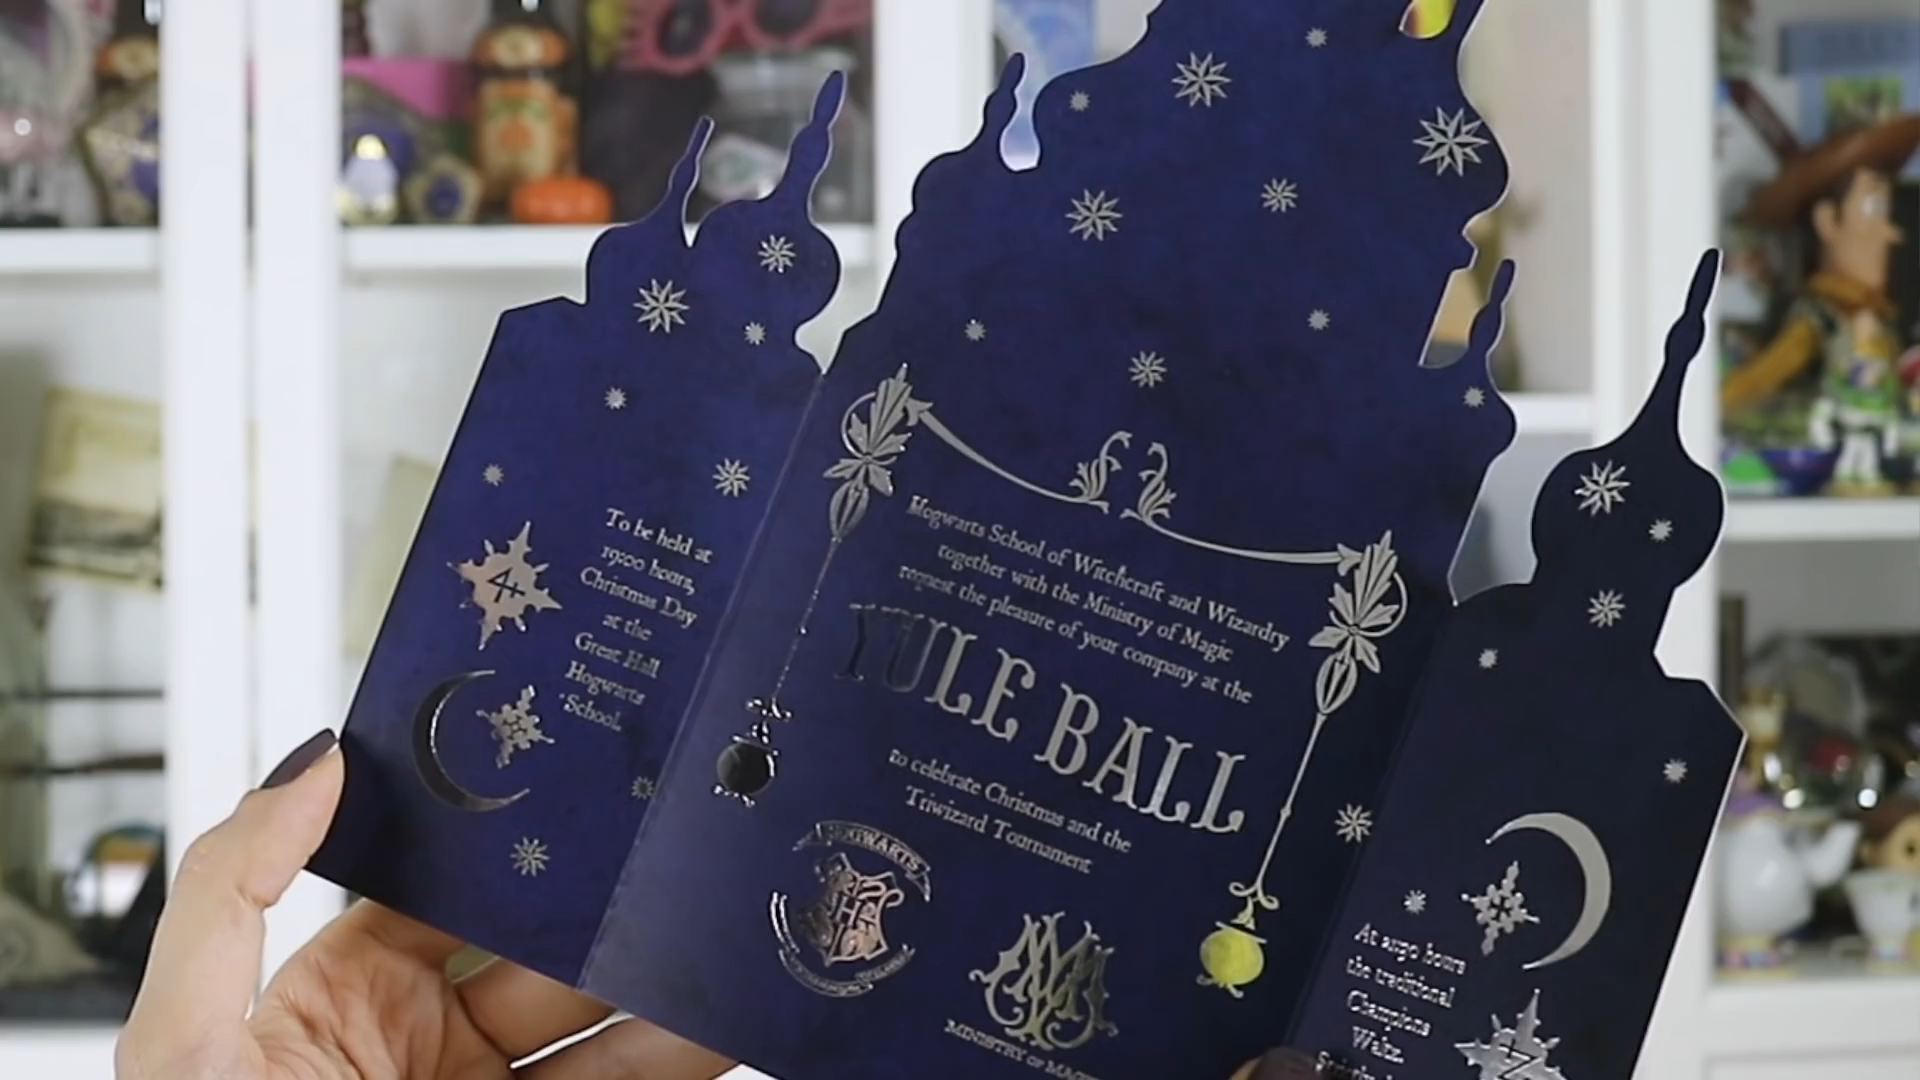 To be held at
19:00 hours,
Christmas Day
at the
Great Hall
Hogwarts
School.
Hogwarts School of Witchcraft and Wizardry
together with the Ministry of Magic
request the pleasure of your company at the
YULE BALL
to celebrate Christmas and the
Triwizard Tournament
HOGWARTS
MINISTRY OF MAGIC
At hours
the traditional
Champions
Waltz.